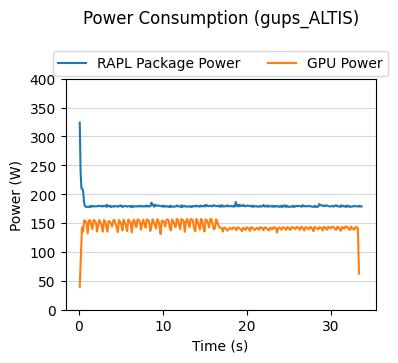 Power Consumption (gups_ALTIS)
RAPL Package Power GPU Power
400
350
300
250
200
150
100
50
0
Power (W)
0 10 20 30
Time (s)